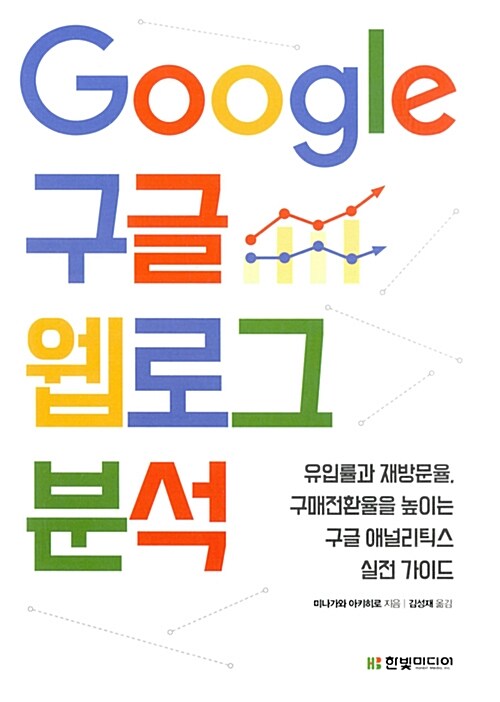 Google
구글
웹로그
분석
유입률과 재방문율,
구매전환율을 높이는
구글 애널리틱스
실전 가이드
미나가와 아키히로 지음 | 김성재 옮김
HB 한빛미디어